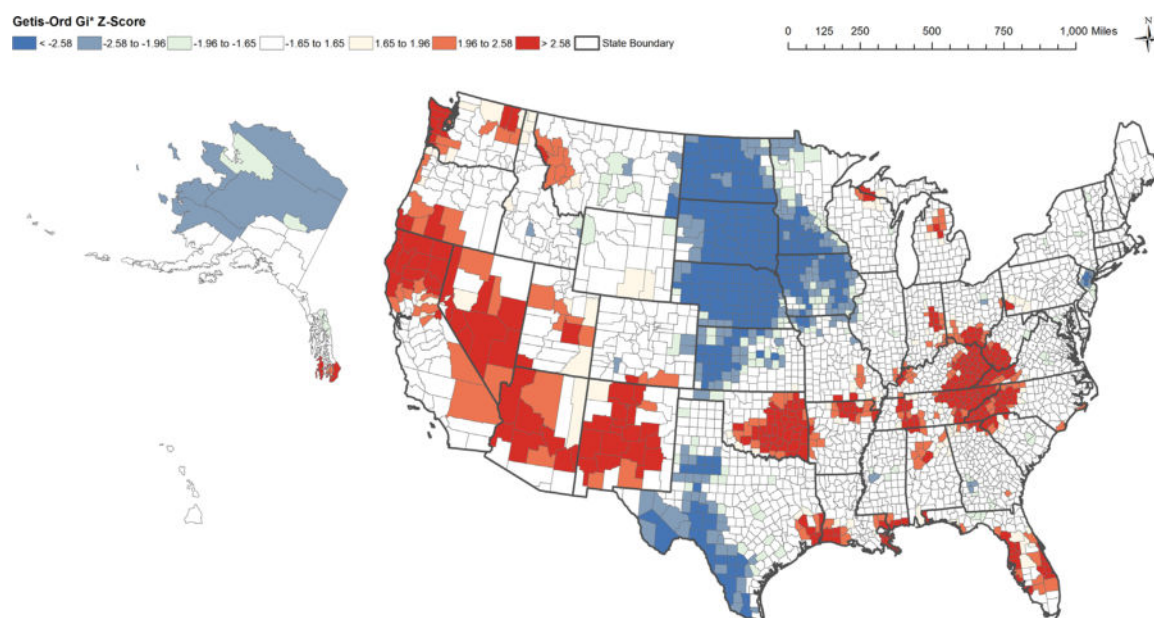 Getis-Ord Gi* Z-Score
< -2.58 -2.58 to -1.96 -1.96 to -1.65 -1.65 to 1.65 1.65 to 1.96 1.96 to 2.58 > 2.58 State Boundary
0 125 250 500 750 1,000 Miles
N